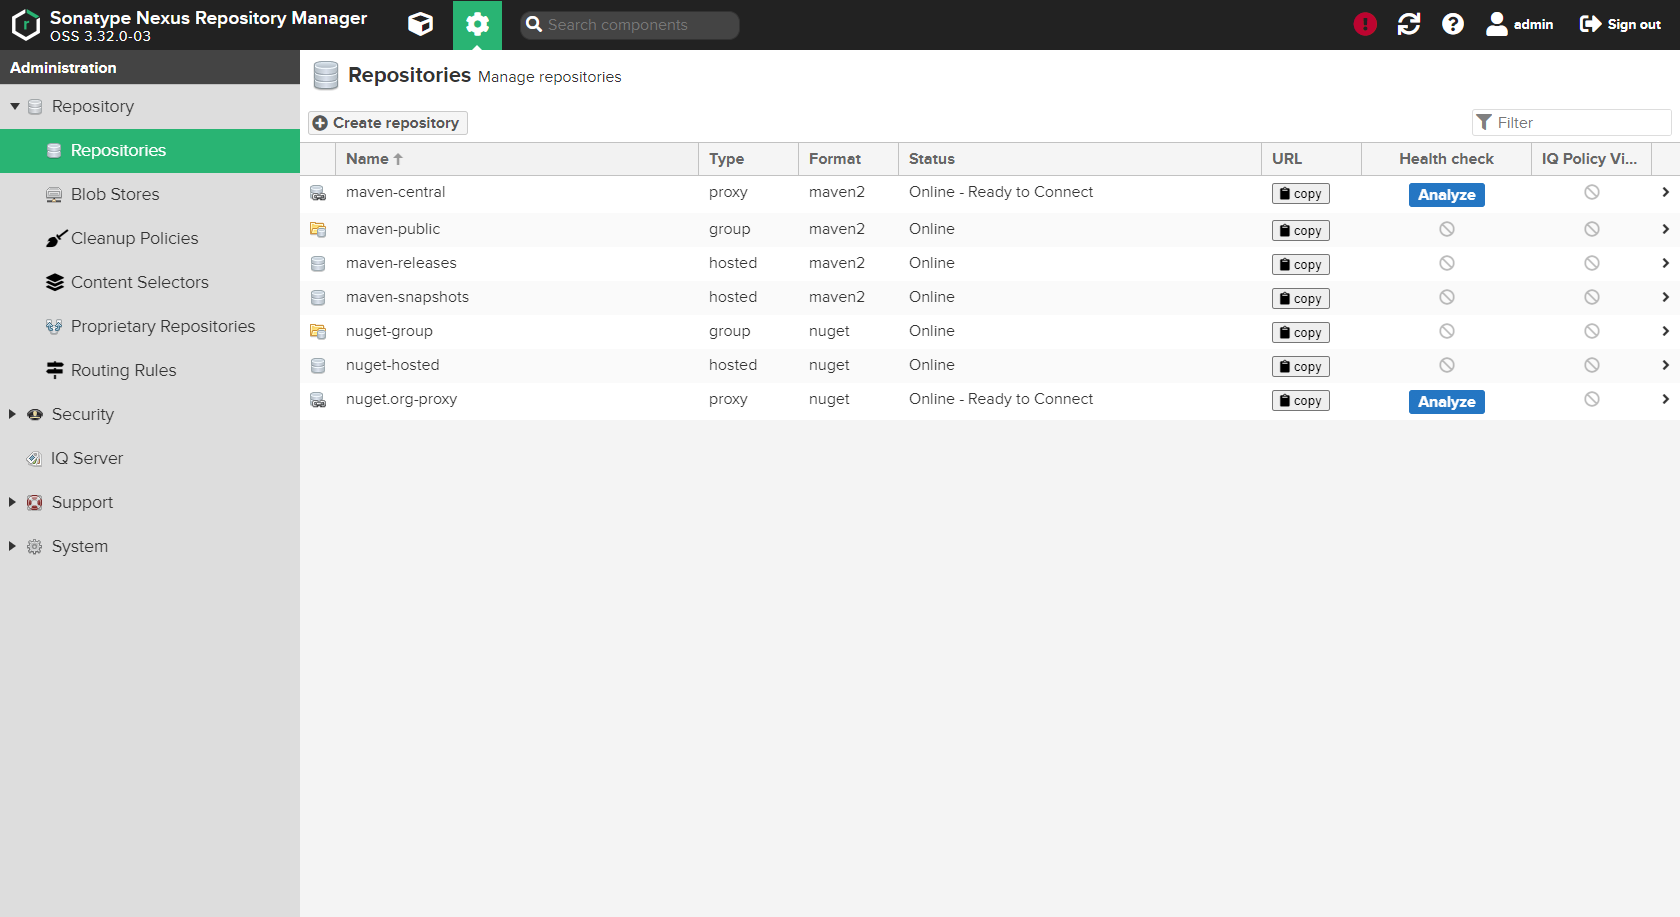 Sonatype Nexus Repository Manager
OSS 3.32.0-03
Search components
admin
Sign out
Administration
Repository
Repositories
Blob Stores
Cleanup Policies
Content Selectors
Proprietary Repositories
Routing Rules
Security
IQ Server
Support
System
Repositories Manage repositories
Create repository
Filter
Name Type Format Status URL Health check IQ Policy Vi...
maven-central proxy maven2 Online - Ready to Connect copy Analyze
maven-public group maven2 Online copy
maven-releases hosted maven2 Online copy
maven-snapshots hosted maven2 Online copy
nuget-group group nuget Online copy
nuget-hosted hosted nuget Online copy
nuget.org-proxy proxy nuget Online - Ready to Connect copy Analyze